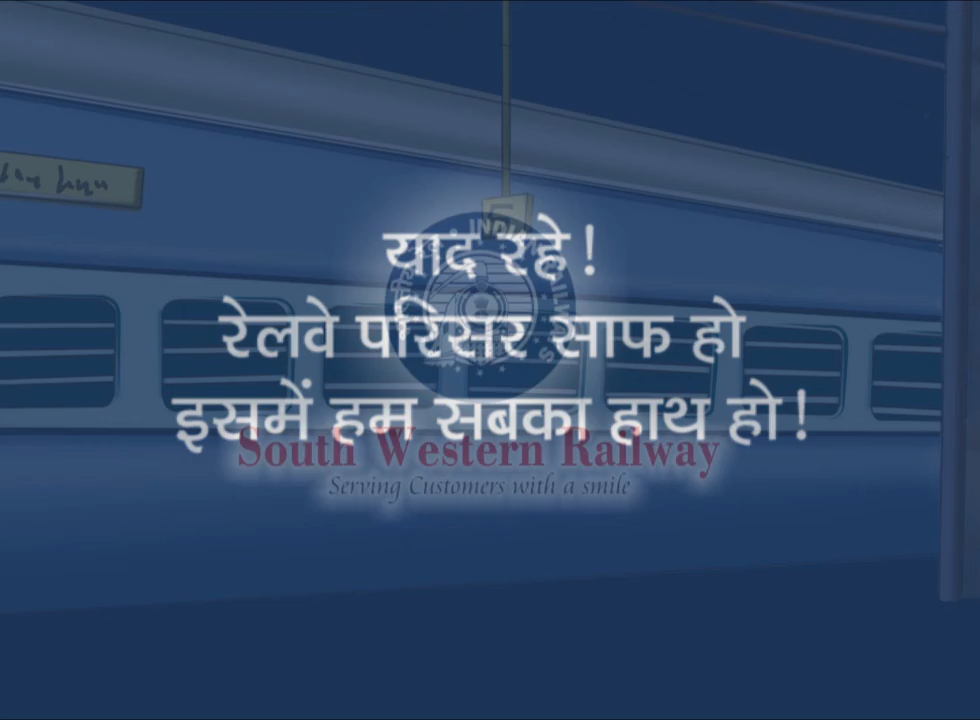 याद रहे!
रेलवे परिसर साफ हो
इसमें हम सबका हाथ हो!
South Western Railway
Serving Customers with a smile